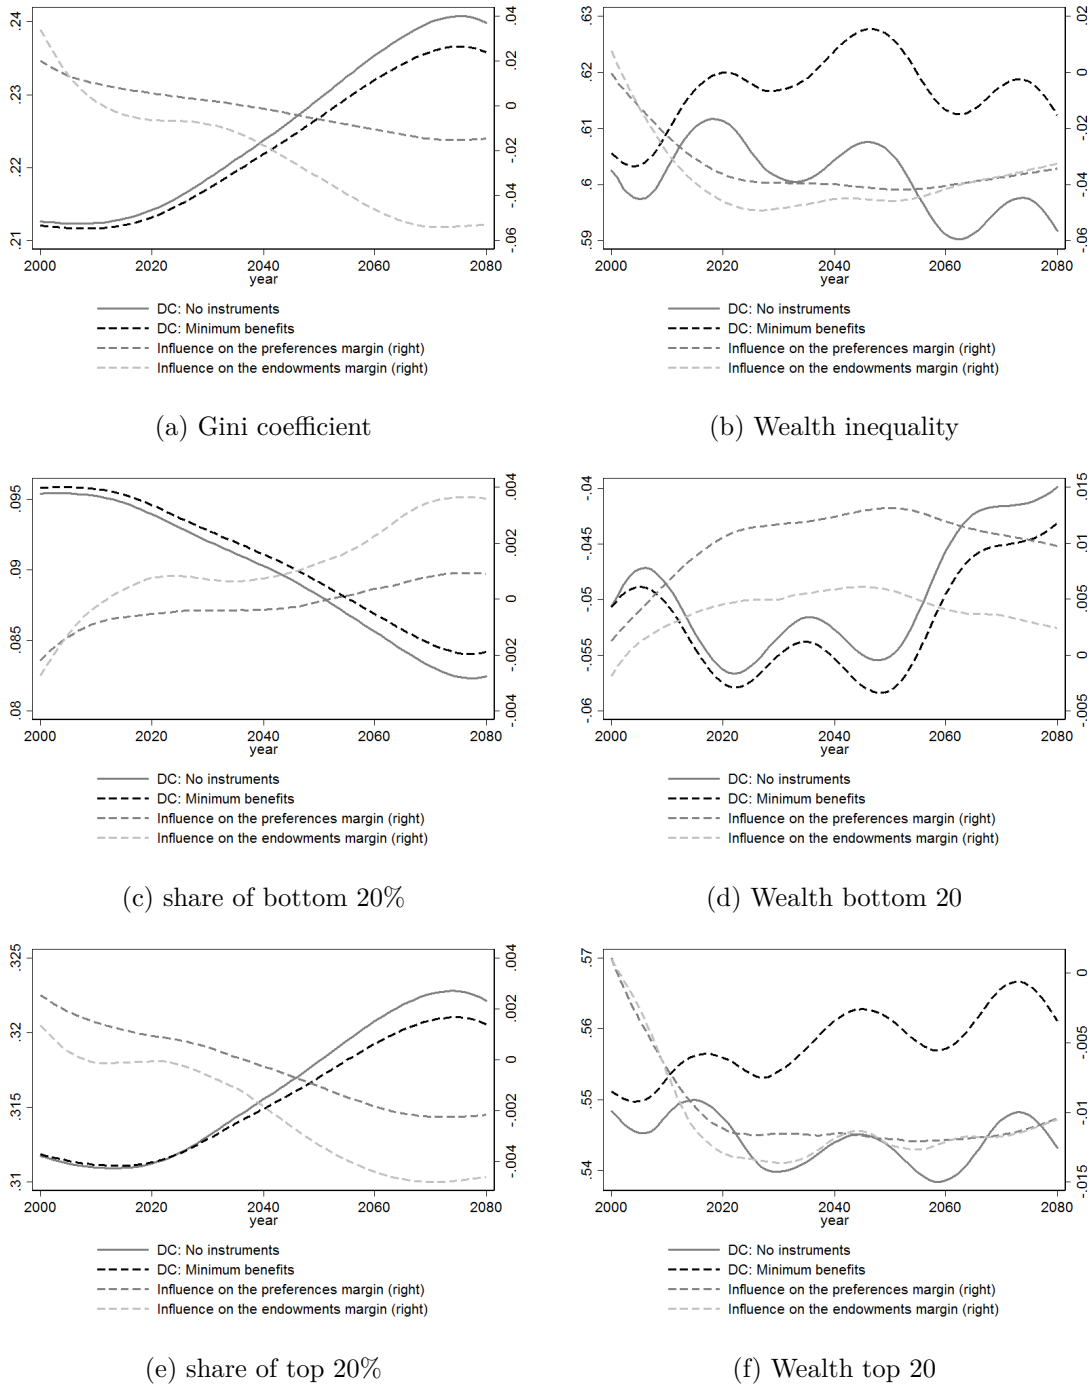 .24
.23
.22
.21
.04
.02
0
-.02
-.04
-.06
2000 2020 2040 2060 2080
year
DC: No instruments
DC: Minimum benefits
Influence on the preferences margin (right)
Influence on the endowments margin (right)
(a) Gini coefficient
.63
.62
.61
.6
.59
.02
0
-.02
-.04
-.06
2000 2020 2040 2060 2080
year
DC: No instruments
DC: Minimum benefits
Influence on the preferences margin (right)
Influence on the endowments margin (right)
(b) Wealth inequality
.095
.09
.085
.08
.004
.002
0
-.002
-.004
2000 2020 2040 2060 2080
year
DC: No instruments
DC: Minimum benefits
Influence on the preferences margin (right)
Influence on the endowments margin (right)
(c) share of bottom 20%
-.04
-.045
-.05
-.055
-.06
.015
.01
.005
0
-.005
2000 2020 2040 2060 2080
year
DC: No instruments
DC: Minimum benefits
Influence on the preferences margin (right)
Influence on the endowments margin (right)
(d) Wealth bottom 20
.325
.32
.315
.31
.004
.002
0
-.002
-.004
2000 2020 2040 2060 2080
year
DC: No instruments
DC: Minimum benefits
Influence on the preferences margin (right)
Influence on the endowments margin (right)
(e) share of top 20%
.57
.56
.55
.54
0
-.005
-.01
-.015
2000 2020 2040 2060 2080
year
DC: No instruments
DC: Minimum benefits
Influence on the preferences margin (right)
Influence on the endowments margin (right)
(f) Wealth top 20